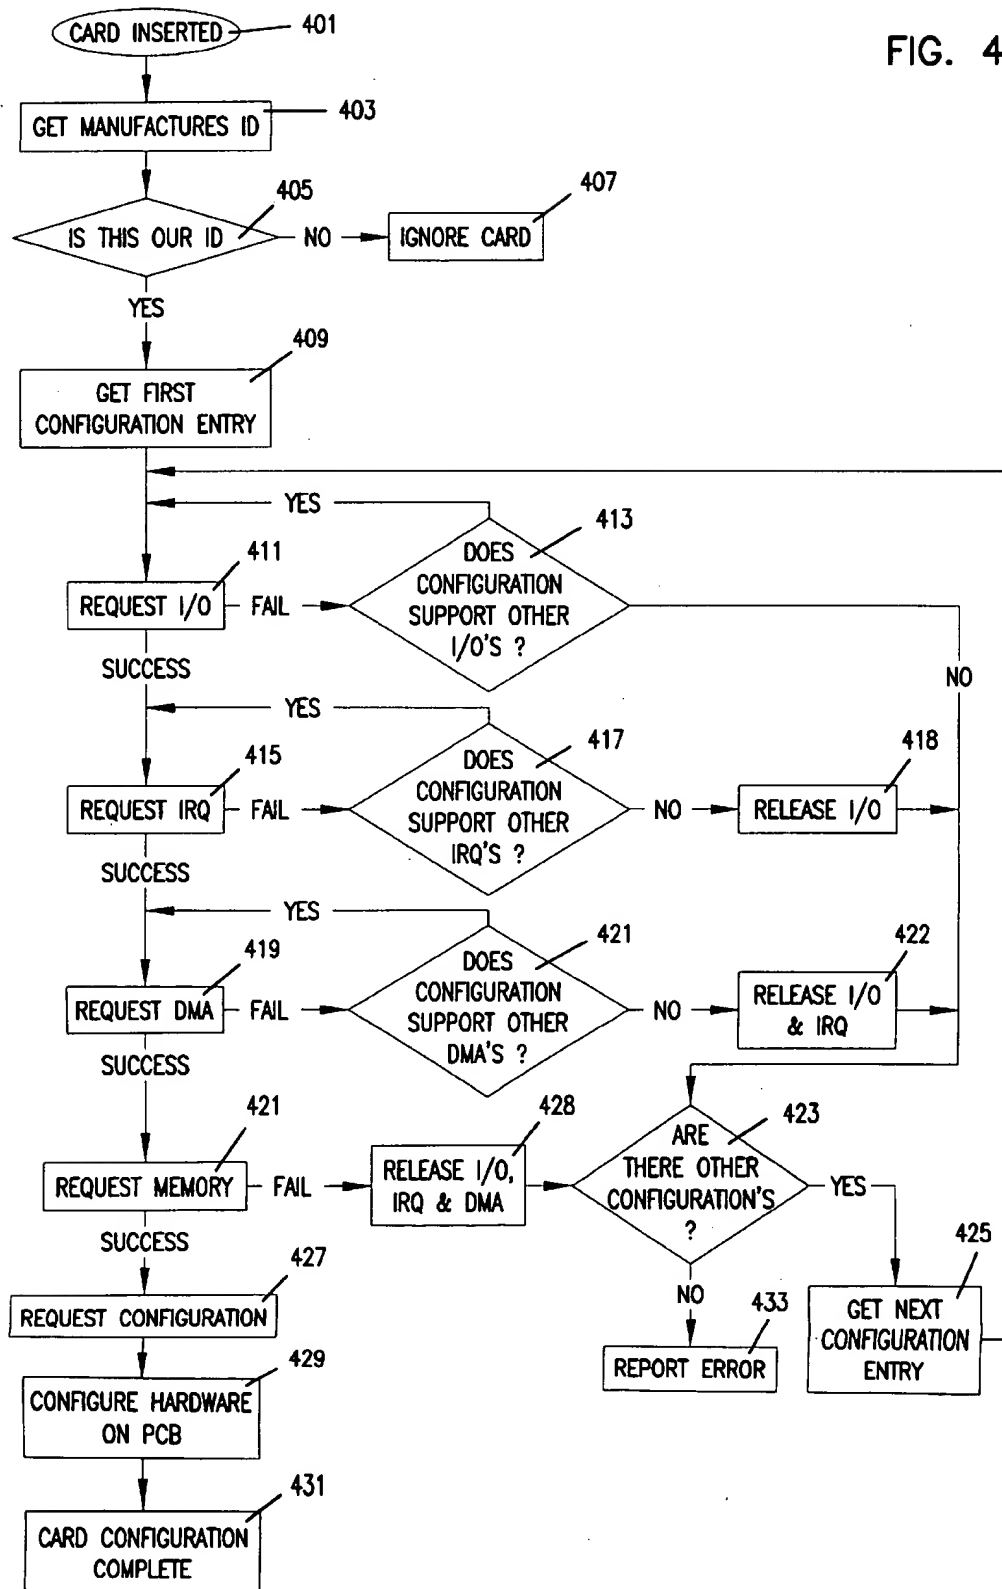 CARD INSERTED
401
FIG. 4
GET MANUFACTURES ID
403
IS THIS OUR ID
405
NO
IGNORE CARD
407
YES
GET FIRST
CONFIGURATION ENTRY
409
YES
REQUEST I/O
411
FAIL
DOES
CONFIGURATION
SUPPORT OTHER
I/O'S ?
413
NO
SUCCESS
YES
REQUEST IRQ
415
FAIL
DOES
CONFIGURATION
SUPPORT OTHER
IRQ'S ?
417
NO
RELEASE I/O
418
SUCCESS
YES
REQUEST DMA
419
FAIL
DOES
CONFIGURATION
SUPPORT OTHER
DMA'S ?
421
NO
RELEASE I/O
& IRQ
422
SUCCESS
REQUEST MEMORY
421
FAIL
RELEASE I/O,
IRQ & DMA
428
ARE
THERE OTHER
CONFIGURATION'S
?
423
YES
SUCCESS
NO
GET NEXT
CONFIGURATION
ENTRY
425
REQUEST CONFIGURATION
427
REPORT ERROR
433
CONFIGURE HARDWARE
ON PCB
429
CARD CONFIGURATION
COMPLETE
431